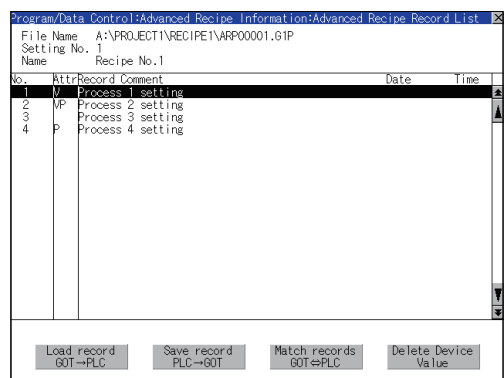 Program/Data Control:Advanced Recipe Information:Advanced Recipe Record List
File Name A:\PROJECT1\RECIPE1\ARP00001.G1P
Setting No. 1
Name Recipe No.1
No. Attr Record Comment Date Time
1 V Process 1 setting
2 VP Process 2 setting
3 Process 3 setting
4 P Process 4 setting
Load record Save record Match records Delete Device
GOT→PLC PLC→GOT GOT⇔PLC Value